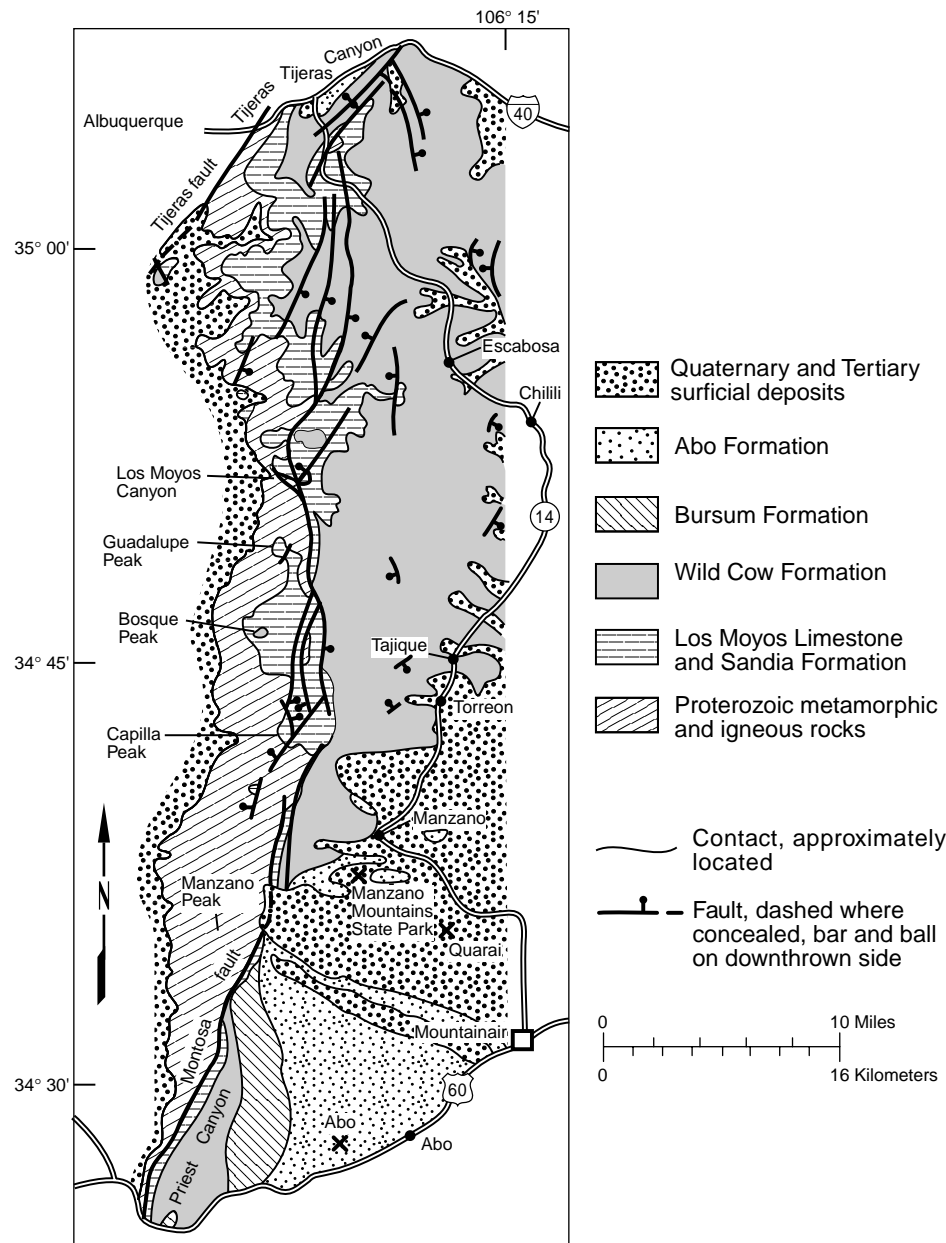 106° 15'
Canyon
Tijeras
Tijeras
40
Albuquerque
Tijeras fault
35° 00'
Escabosa
Chilili
Los Moyos
Canyon
14
Guadalupe
Peak
Bosque
Peak
Tajique
34° 45'
Torreon
Capilla
Peak
Manzano
N
Manzano
Peak
Manzano
Mountains
State Park
Quarai
Montosa fault
Mountainair
34° 30'
60
Priest Canyon
Abo
Abo
Quaternary and Tertiary
surficial deposits
Abo Formation
Bursum Formation
Wild Cow Formation
Los Moyos Limestone
and Sandia Formation
Proterozoic metamorphic
and igneous rocks
Contact, approximately
located
Fault, dashed where
concealed, bar and ball
on downthrown side
0 10 Miles
0 16 Kilometers